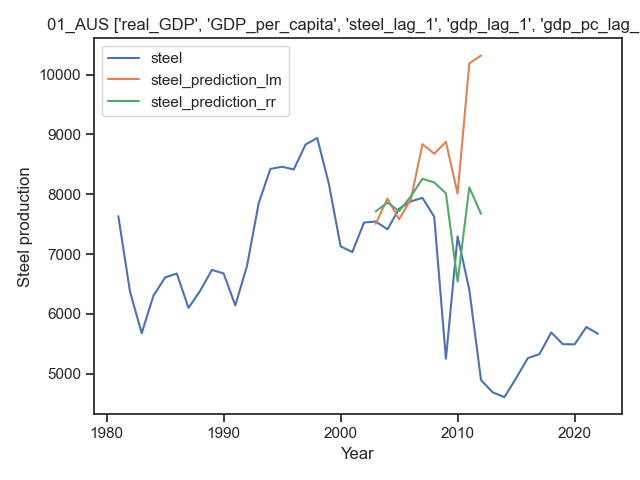 01_AUS ['real_GDP', 'GDP_per_capita', 'steel_lag_1', 'gdp_lag_1', 'gdp_pc_lag_
steel
steel_prediction_lm
steel_prediction_rr
10000
9000
8000
7000
6000
5000
Steel production
1980 1990 2000 2010 2020
Year